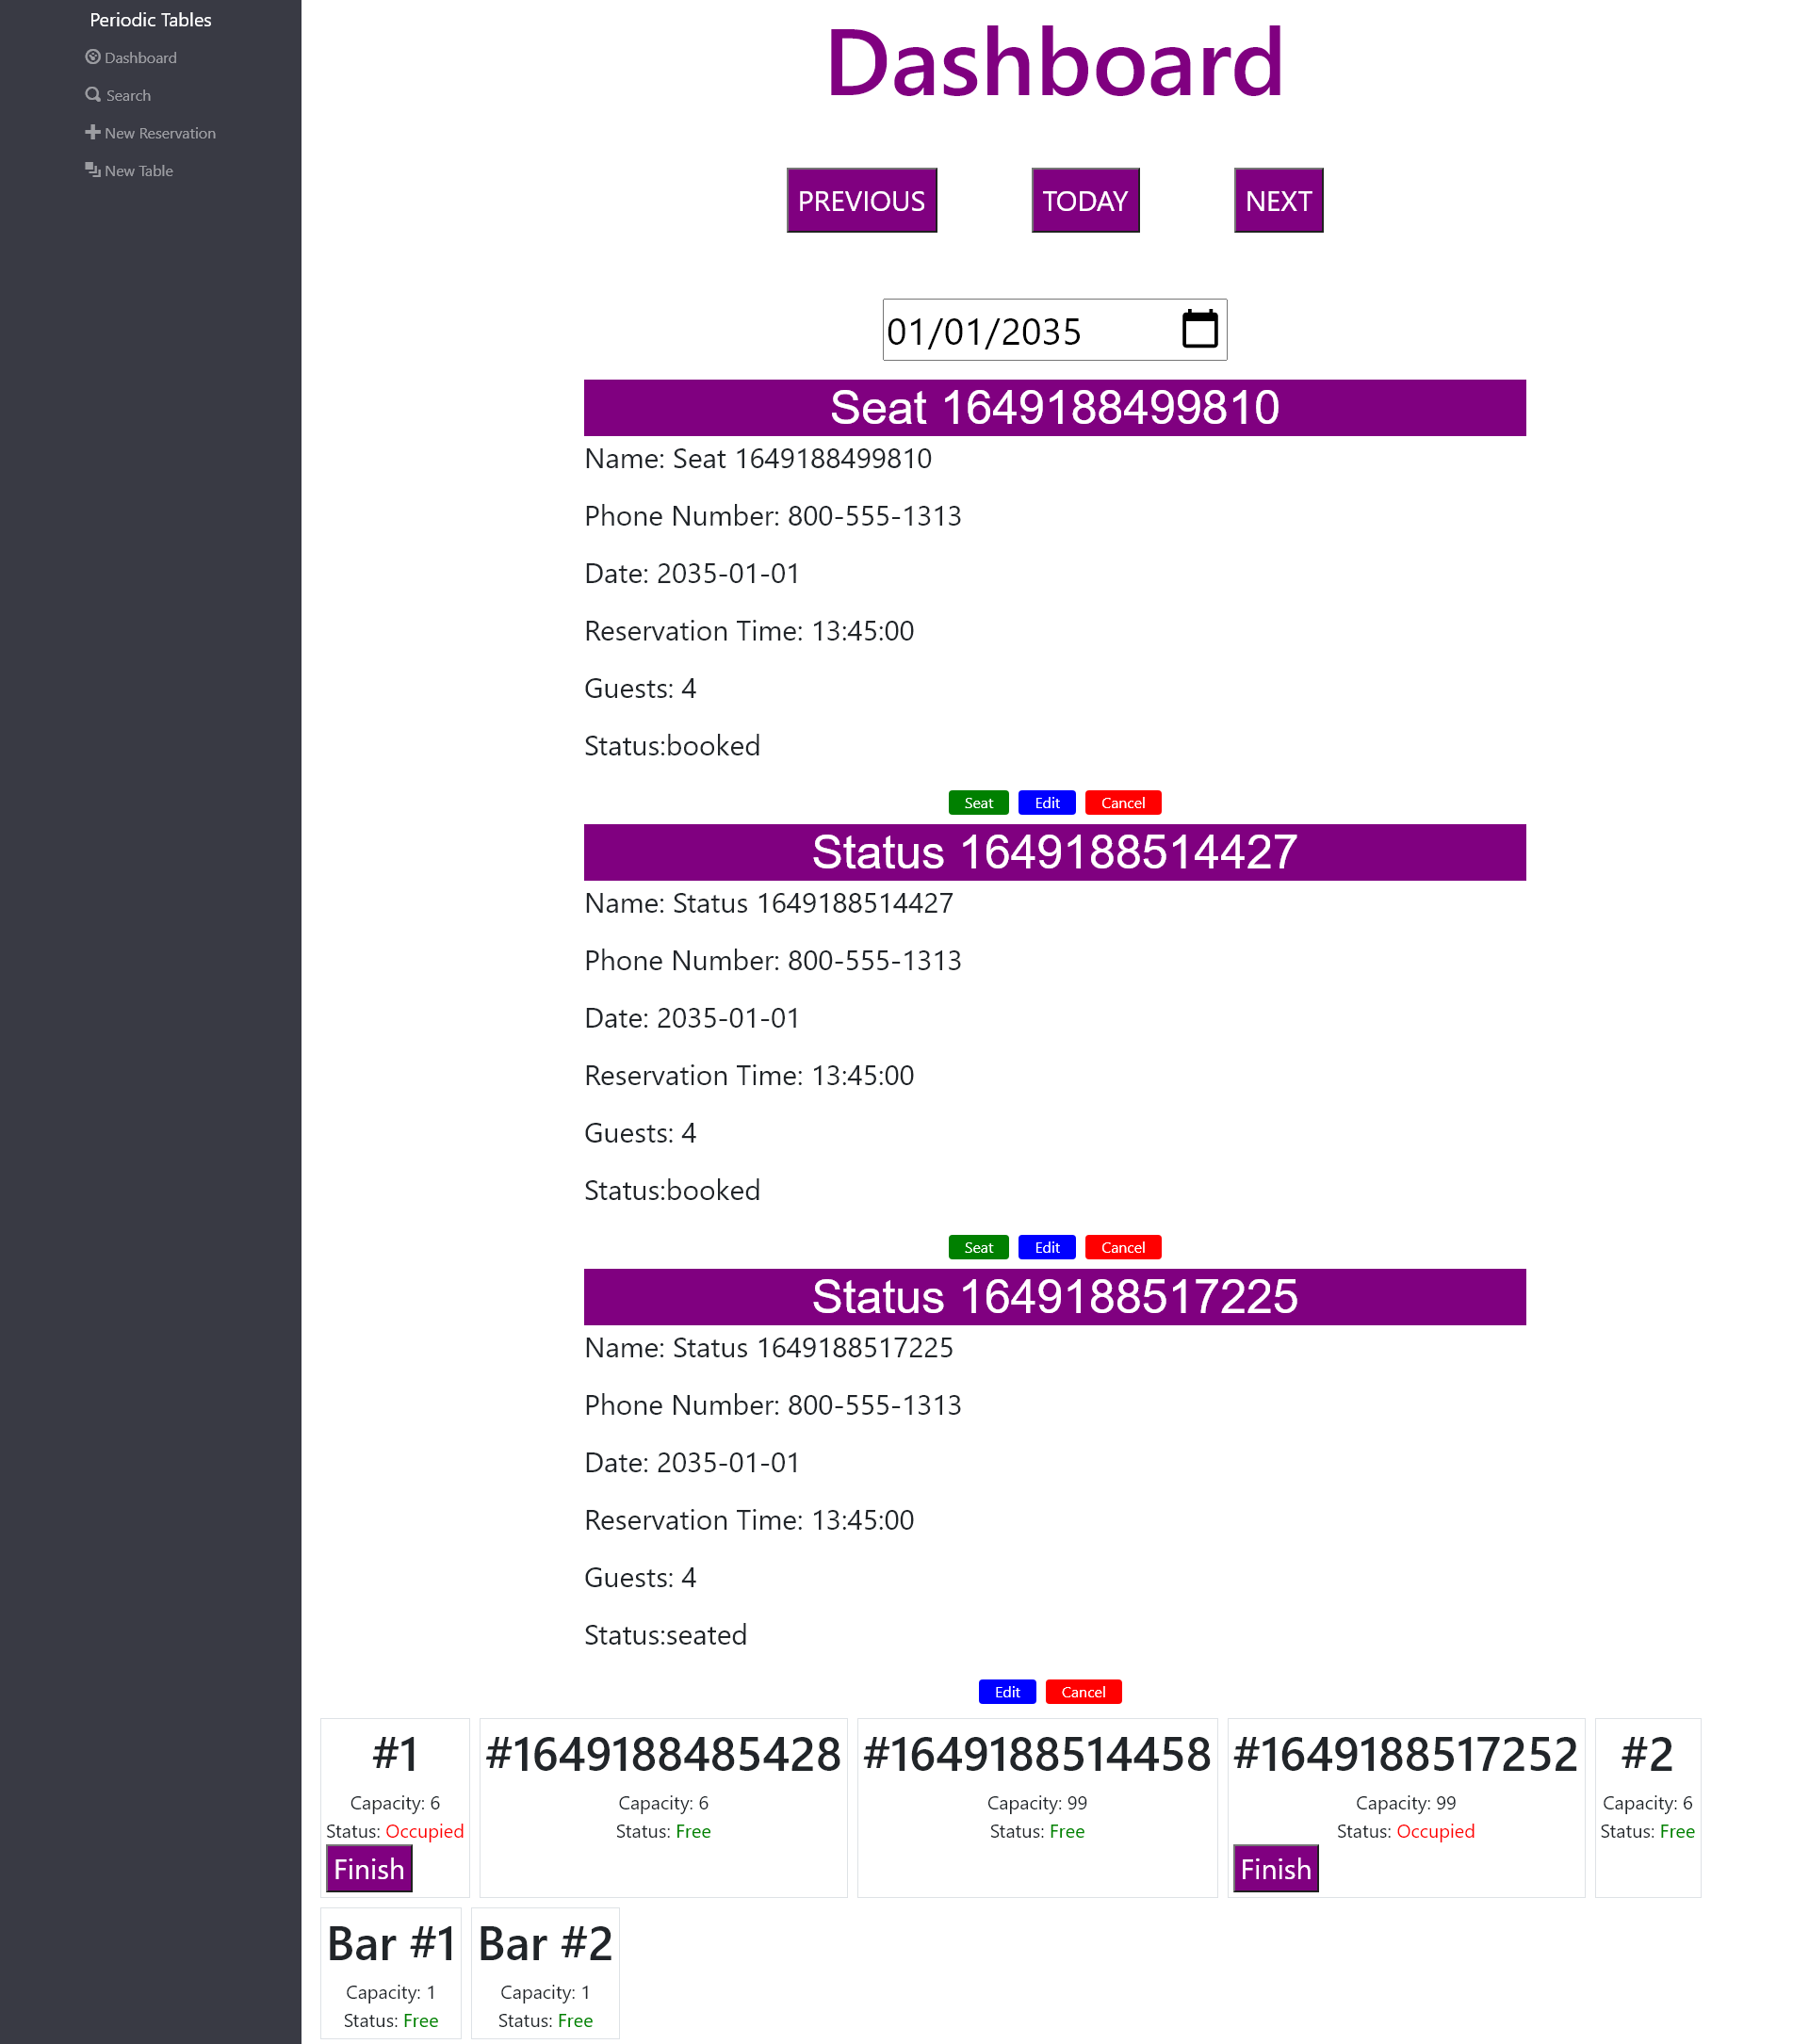 Periodic Tables
Dashboard
Search
New Reservation
New Table
Dashboard
PREVIOUS TODAY NEXT
01/01/2035
Seat 1649188499810
Name: Seat 1649188499810
Phone Number: 800-555-1313
Date: 2035-01-01
Reservation Time: 13:45:00
Guests: 4
Status:booked
Seat Edit Cancel
Status 1649188514427
Name: Status 1649188514427
Phone Number: 800-555-1313
Date: 2035-01-01
Reservation Time: 13:45:00
Guests: 4
Status:booked
Seat Edit Cancel
Status 1649188517225
Name: Status 1649188517225
Phone Number: 800-555-1313
Date: 2035-01-01
Reservation Time: 13:45:00
Guests: 4
Status:seated
Edit Cancel
#1
Capacity: 6
Status: Occupied
Finish
#1649188485428
Capacity: 6
Status: Free
#1649188514458
Capacity: 99
Status: Free
#1649188517252
Capacity: 99
Status: Occupied
Finish
#2
Capacity: 6
Status: Free
Bar #1
Capacity: 1
Status: Free
Bar #2
Capacity: 1
Status: Free